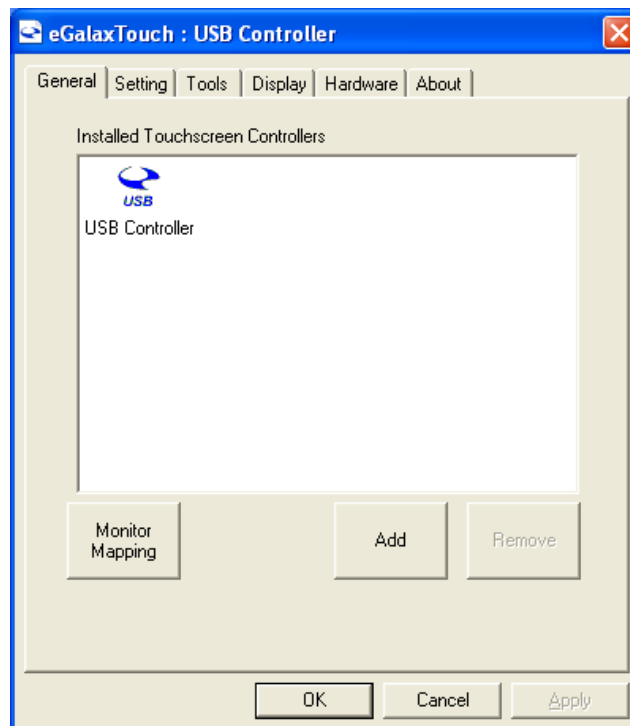 eGalaxTouch : USB Controller
General Setting Tools Display Hardware About
Installed Touchscreen Controllers
USB
USB Controller
Monitor
Mapping
Add
Remove
OK
Cancel
Apply